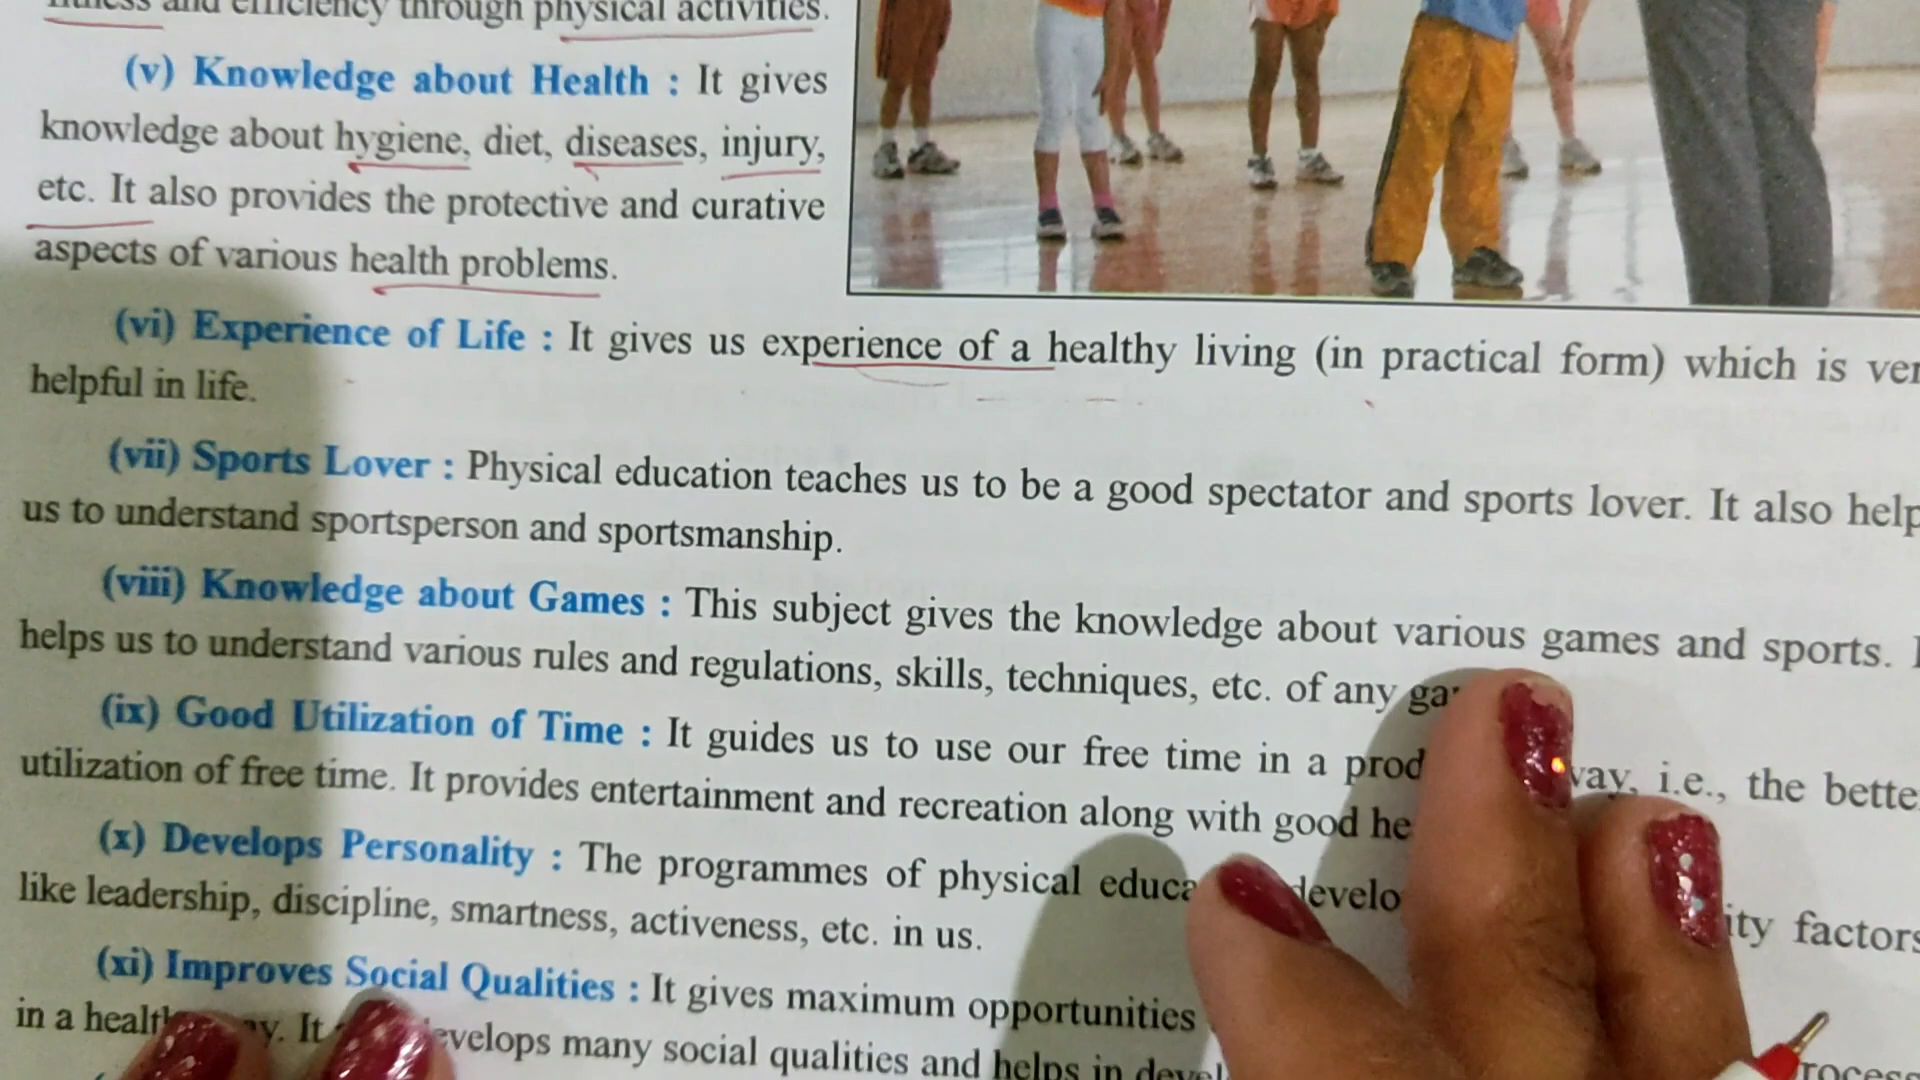 and efficiency through physical activities.
(v) Knowledge about Health : It gives
knowledge about hygiene, diet, diseases, injury,
etc. It also provides the protective and curative
aspects of various health problems.
(vi) Experience of Life : It gives us experience of a healthy living (in practical form) which is
helpful in life.
(vii) Sports Lover : Physical education teaches us to be a good spectator and sports lover. It also
us to understand sportsperson and sportsmanship.
(viii) Knowledge about Games : This subject gives the knowledge about various games and sports.
helps us to understand various rules and regulations, skills, techniques, etc. of any
(ix) Good Utilization of Time : It guides us to use our free time in a way, i.e., the
utilization of free time. It provides entertainment and recreation along with good
(x) Develops Personality : The programmes of physical factors
like leadership, discipline, smartness, activeness, etc. in us.
(xi) Improves Social Qualities : It gives maximum opportunities
in a It develops many social qualities and helps in